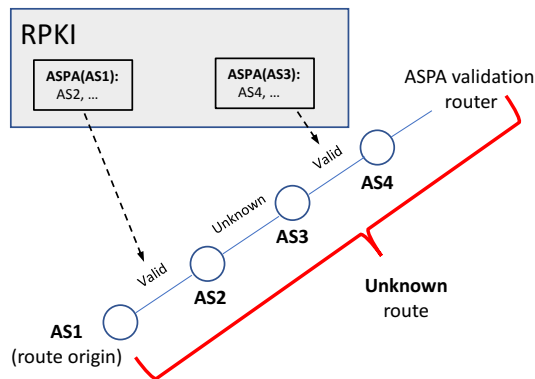 RPKI
ASPA(AS1):
AS2, ...
ASPA(AS3):
AS4, ...
ASPA validation
router
Valid
AS4
Unknown
AS3
Valid
AS2
Unknown
route
AS1
(route origin)